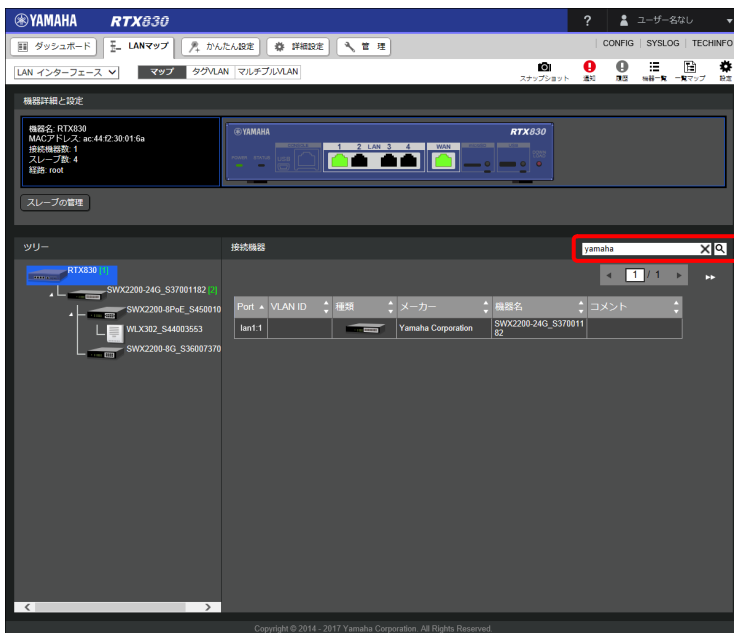 YAMAHA RTX830 ? ユーザー名なし
ダッシュボード LANマップ かんたん設定 詳細設定 管 理 CONFIG SYSLOG TECHINFO
LAN インターフェース マップ タグVLAN マルチプルVLAN スナップショット 通知 履歴 機器一覧 一覧マップ 設定
機器詳細と設定
機器名: RTX830
MACアドレス: ac:44:f2:30:01:6a
接続機器数: 1
スレーブ数: 4
経路: root
YAMAHA RTX830
1 2 LAN 3 4 WAN
スレーブの管理
ツリー 接続機器 yamaha
RTX830 [1]
SWX2200-24G_S37001182 [2]
SWX2200-8PoE_S450010
WLX302_S44003553
SWX2200-8G_S36007370
1 / 1
Port VLAN ID 種類 メーカー 機器名 コメント
lan1:1 Yamaha Corporation SWX2200-24G_S370011
82
Copyright © 2014 - 2017 Yamaha Corporation. All Rights Reserved.